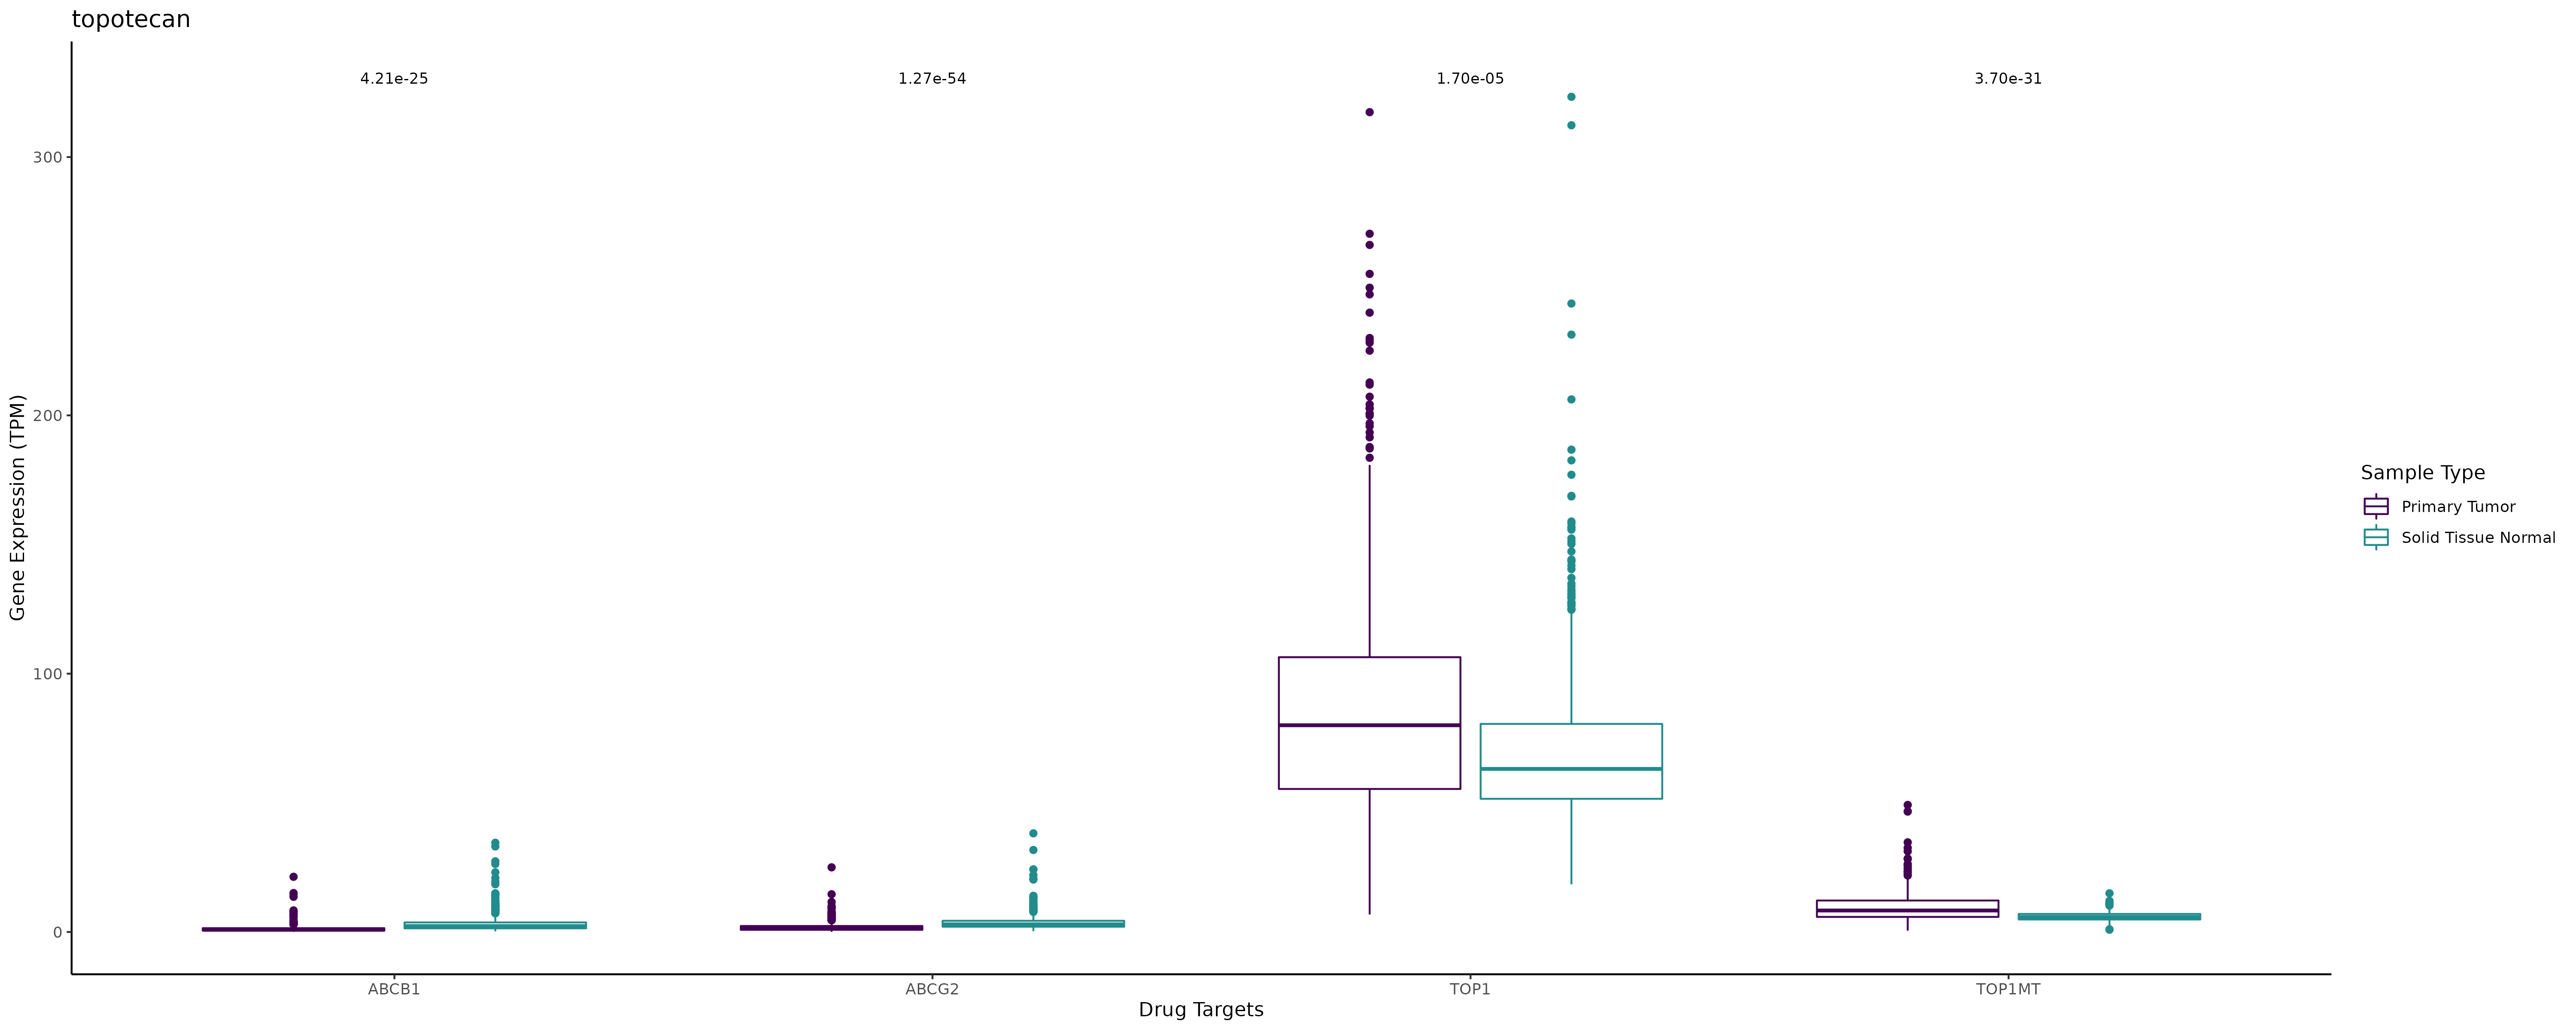 topotecan
4.21e-25
1.27e-54
1.70e-05
3.70e-31
300
200
100
0
Gene Expression (TPM)
ABCB1
ABCG2
TOP1
TOP1MT
Drug Targets
Sample Type
Primary Tumor
Solid Tissue Normal